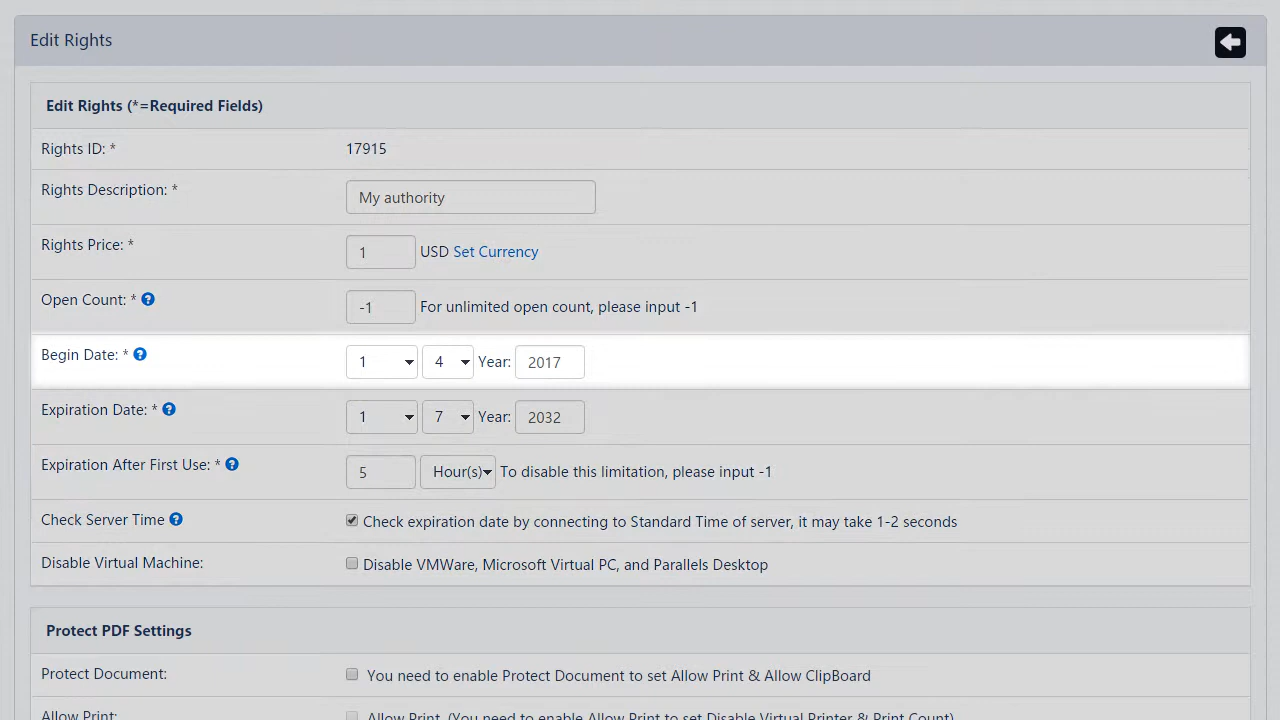 Edit Rights
Edit Rights (*=Required Fields)
Rights ID: * 17915
Rights Description: * My authority
Rights Price: * 1 USD Set Currency
Open Count: * ? -1 For unlimited open count, please input -1
Begin Date: * ? 1 4 Year: 2017
Expiration Date: * ? 1 7 Year: 2032
Expiration After First Use: * ? 5 Hour(s) To disable this limitation, please input -1
Check Server Time ? Check expiration date by connecting to Standard Time of server, it may take 1-2 seconds
Disable Virtual Machine: Disable VMWare, Microsoft Virtual PC, and Parallels Desktop
Protect PDF Settings
Protect Document: You need to enable Protect Document to set Allow Print & Allow ClipBoard
Allow Print: Allow Print (You need to enable Allow Print to set Disable Virtual Printer & Print Count)